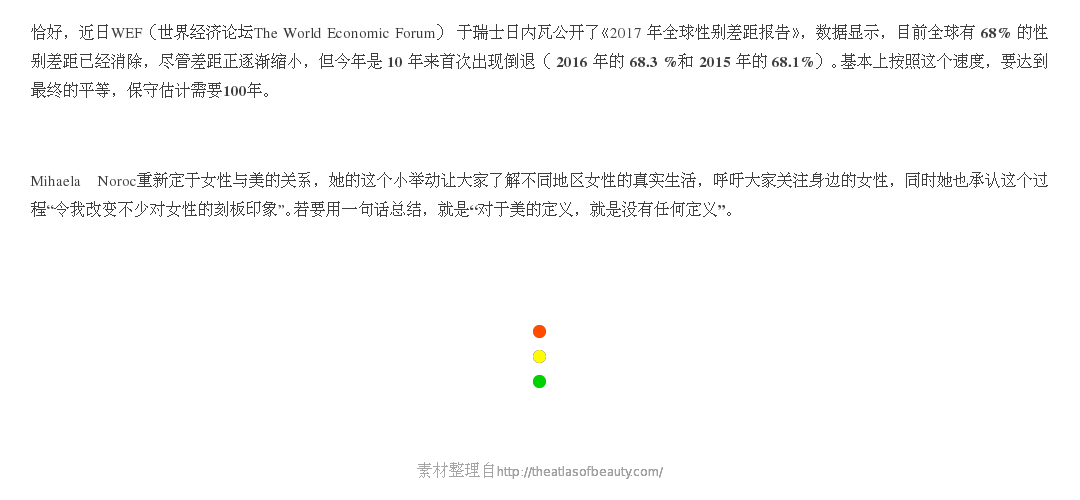 恰好，近日WEF（世界经济论坛The World Economic Forum） 于瑞士日内瓦公开了《2017 年全球性别差距报告》，数据显示，目前全球有 68% 的性
别差距已经消除，尽管差距正逐渐缩小，但今年是 10 年来首次出现倒退（ 2016 年的 68.3 %和 2015 年的 68.1%）。基本上按照这个速度，要达到
最终的平等，保守估计需要100年。
Mihaela Noroc重新定于女性与美的关系，她的这个小举动让大家了解不同地区女性的真实生活，呼吁大家关注身边的女性，同时她也承认这个过
程“令我改变不少对女性的刻板印象”。若要用一句话总结，就是“对于美的定义，就是没有任何定义”。
素材整理自http://theatlasofbeauty.com/